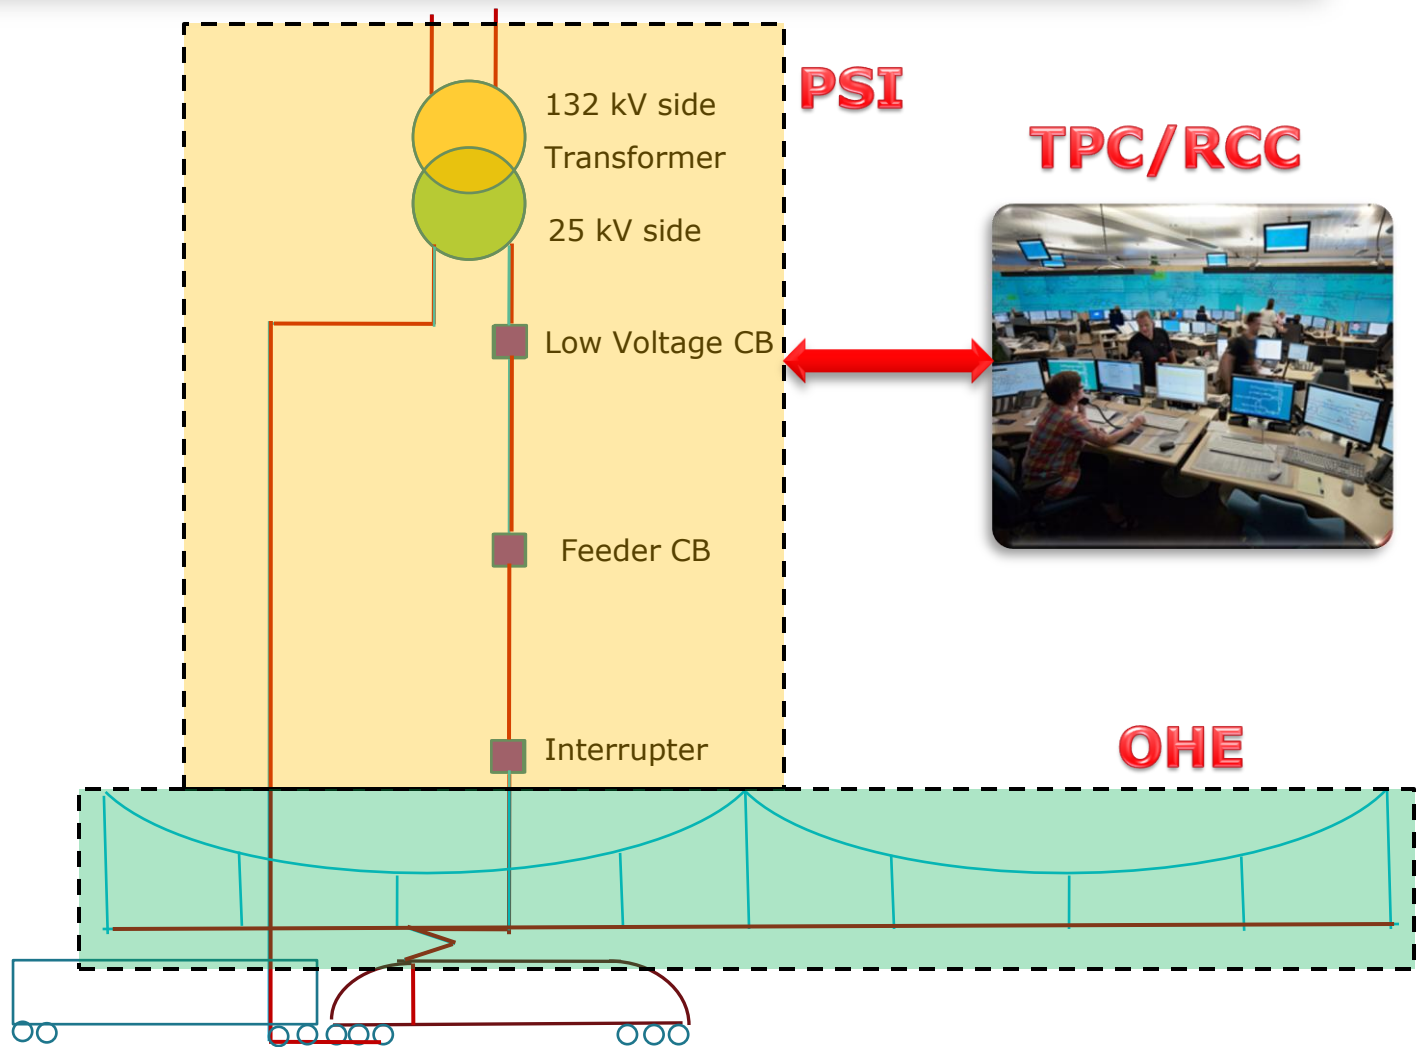 PSI
132 kV side
TPC/RCC
Transformer
25 kV side
Low Voltage CB
Feeder CB
OHE
Interrupter